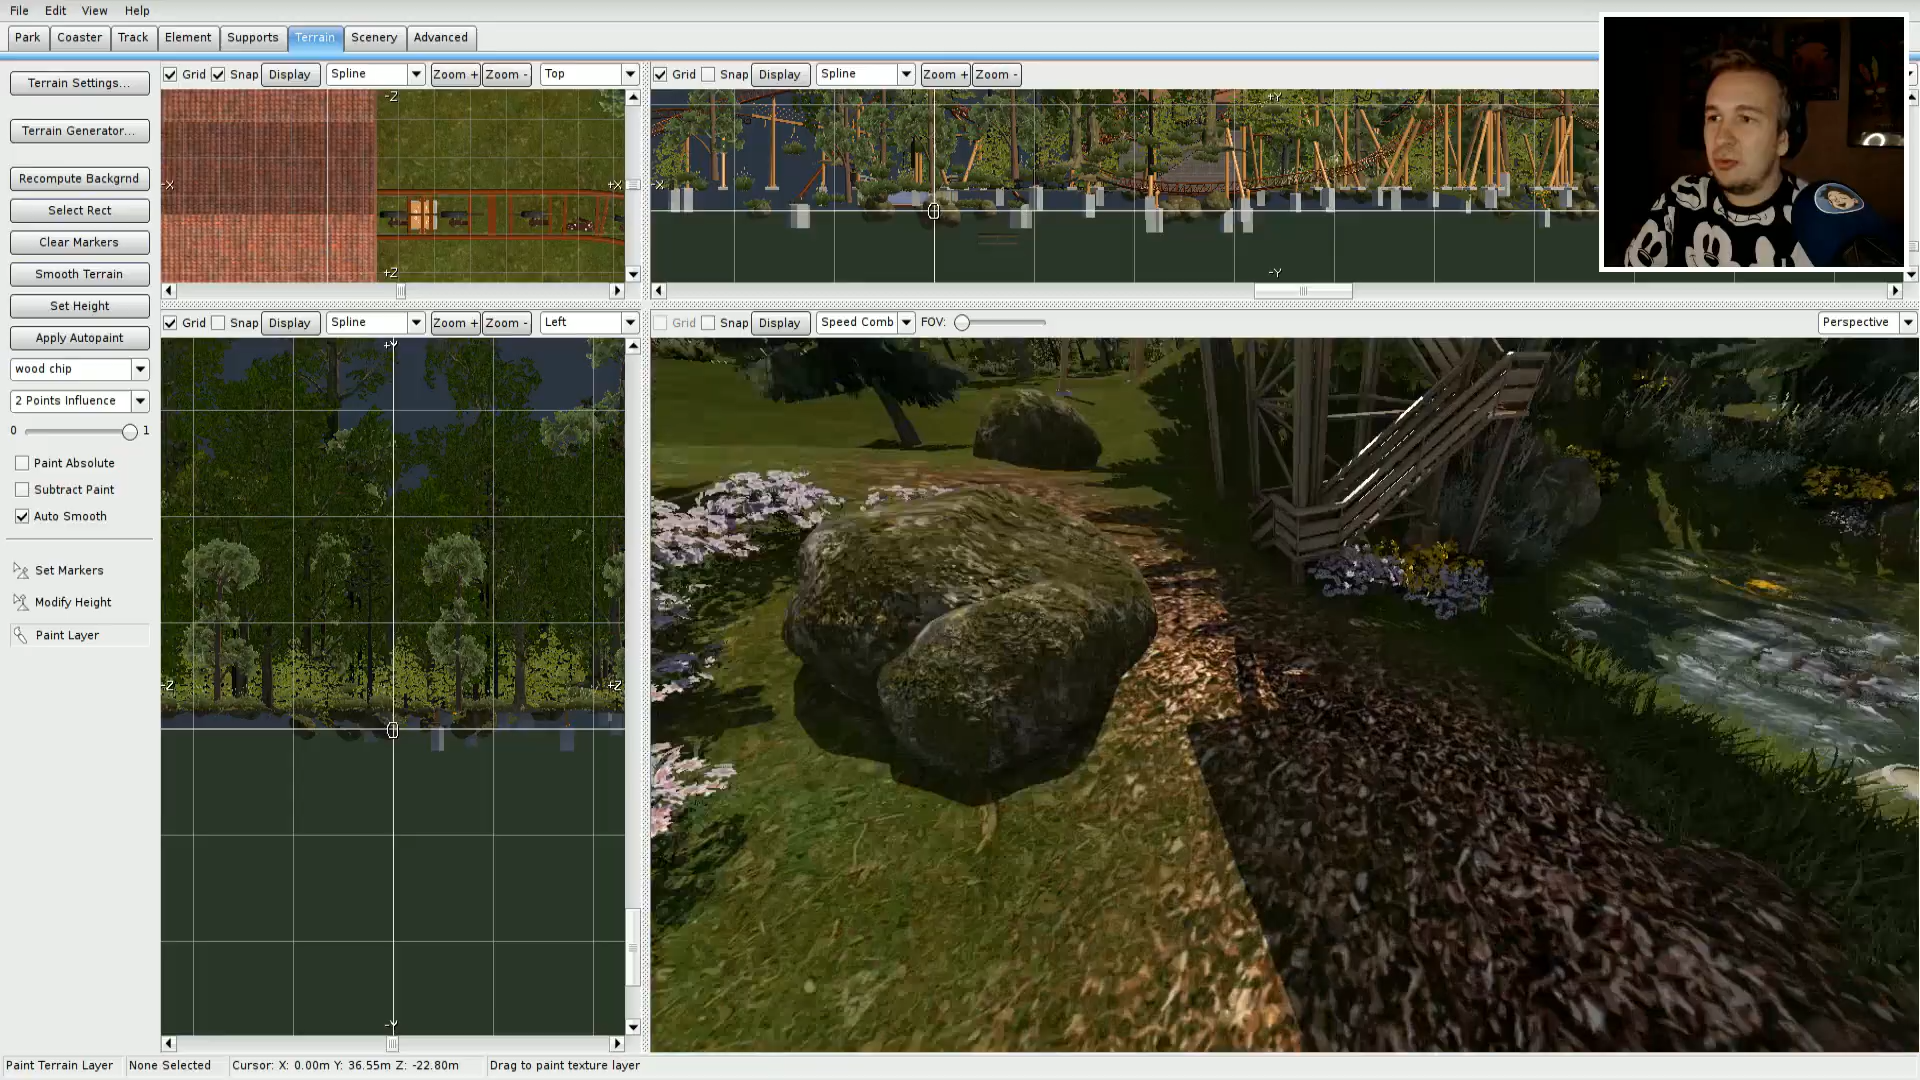 File Edit View Help
Park Coaster Track Element Supports Terrain Scenery Advanced
Terrain Settings...
Terrain Generator...
Recompute Backgrnd
Select Rect
Clear Markers
Smooth Terrain
Set Height
Apply Autopaint
wood chip
2 Points Influence
0 1
Paint Absolute
Subtract Paint
Auto Smooth
Set Markers
Modify Height
Paint Layer
Grid Snap Display Spline Zoom + Zoom - Top
-Z
-X +X
+Z
Grid Snap Display Spline Zoom + Zoom -
+Y
-X
-Y
Grid Snap Display Spline Zoom + Zoom - Left
+Y
-Z +Z
-Y
Grid Snap Display Speed Comb FOV: Perspective
Paint Terrain Layer None Selected Cursor: X: 0.00m Y: 36.55m Z: -22.80m Drag to paint texture layer